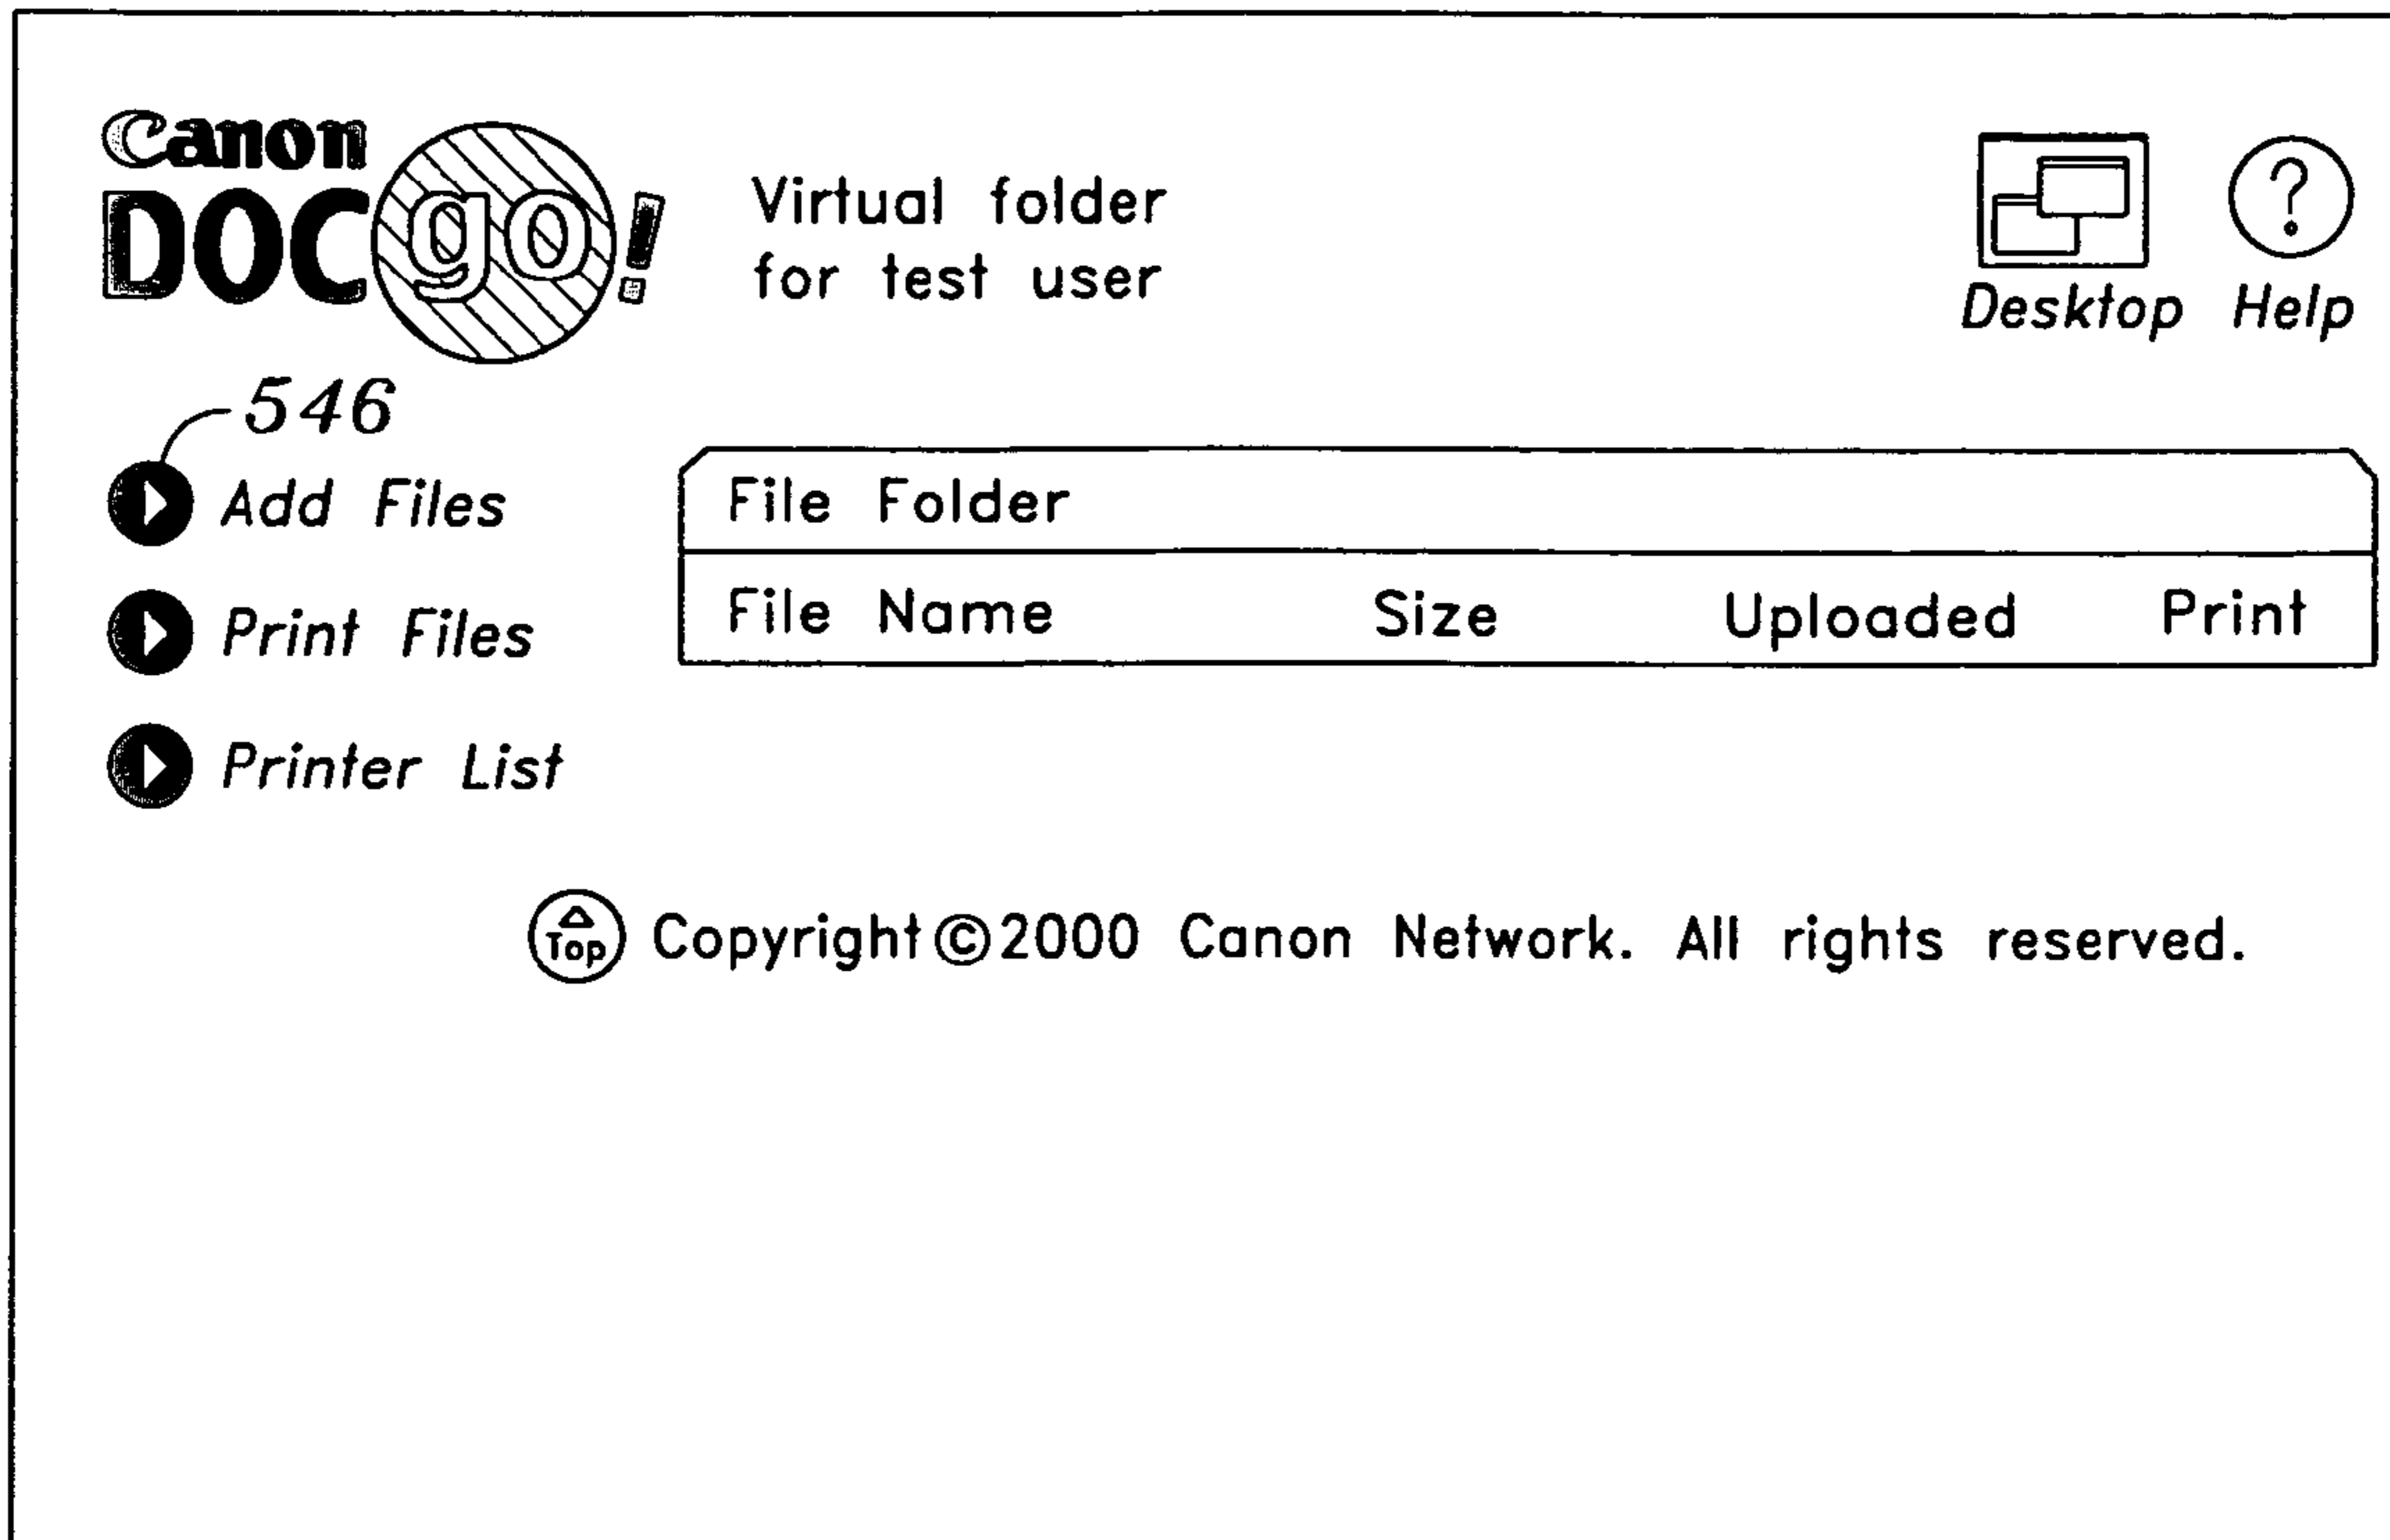 Canon
DOC go!
Virtual folder
for test user
Desktop Help
546
Add Files
Print Files
Printer List
File Folder
File Name Size Uploaded Print
Top Copyright©2000 Canon Network. All rights reserved.